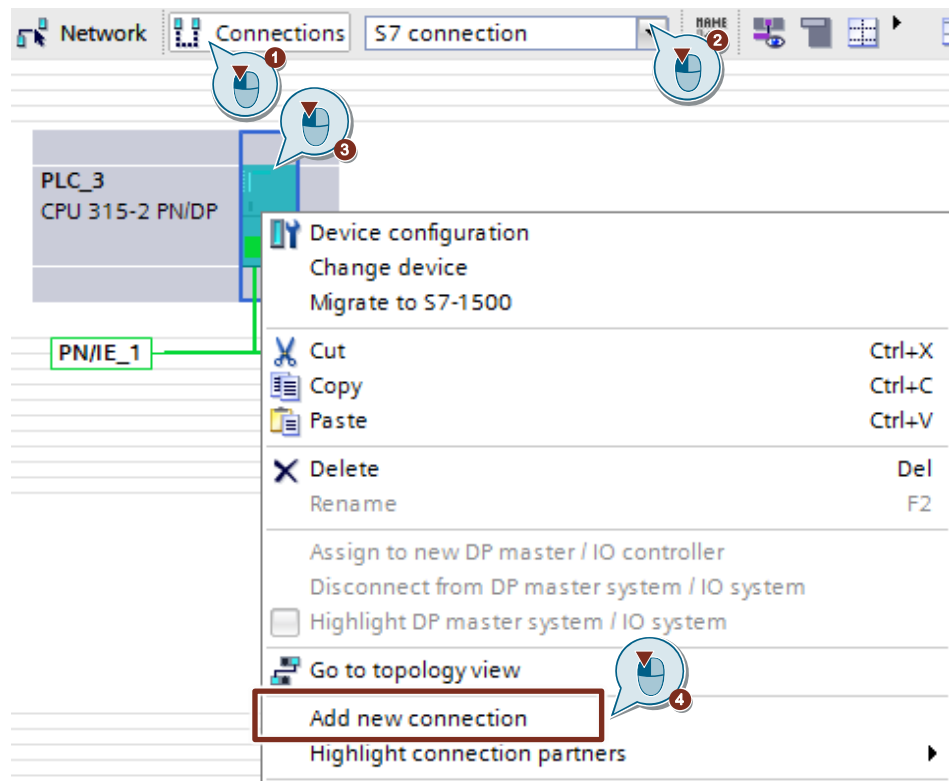 Network Connections S7 connection NAME
1
2
3
PLC_3
CPU 315-2 PN/DP
Device configuration
Change device
Migrate to S7-1500
PN/IE_1
Cut Ctrl+X
Copy Ctrl+C
Paste Ctrl+V
Delete Del
Rename F2
Assign to new DP master / IO controller
Disconnect from DP master system / IO system
Highlight DP master system / IO system
Go to topology view
4
Add new connection
Highlight connection partners